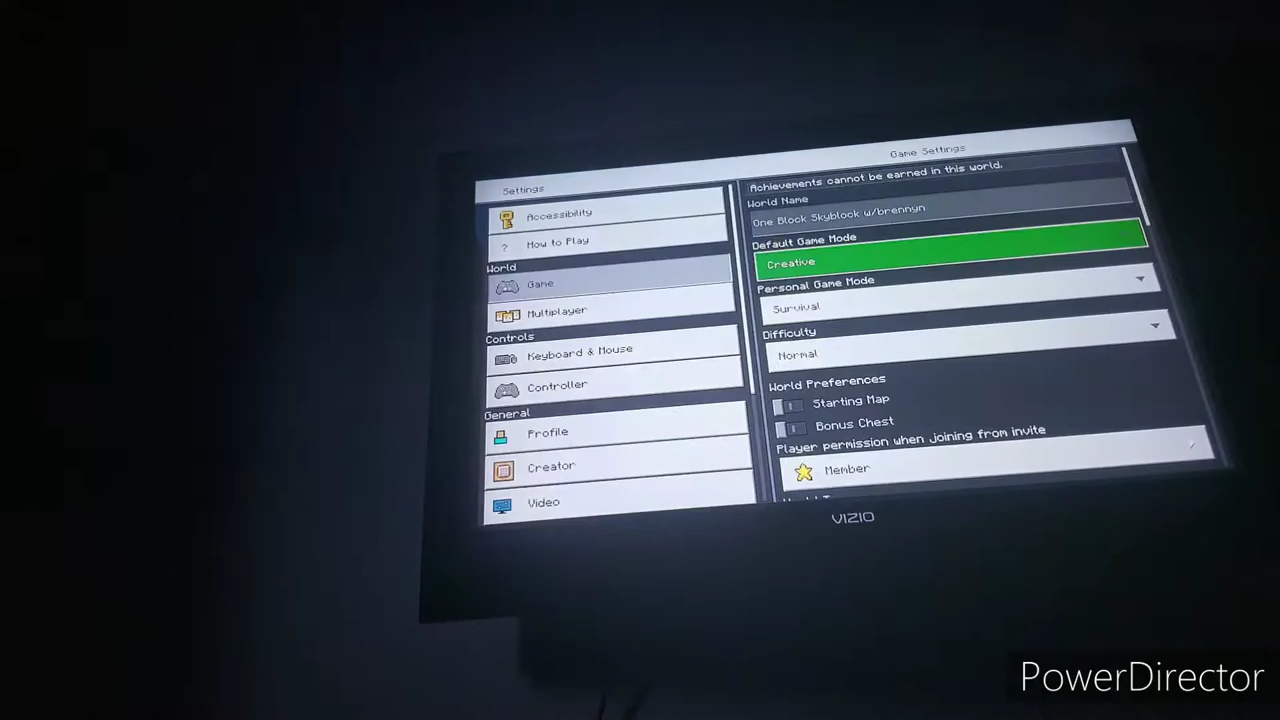 Settings
Accessibility
? How to Play
World
Game
Multiplayer
Controls
Keyboard & Mouse
Controller
General
Profile
Creator
Video
Game Settings
Achievements cannot be earned in this world.
World Name
One Block Skyblock w/brennyn
Default Game Mode
Creative
Personal Game Mode
Survival
Difficulty
Normal
World Preferences
Starting Map
Bonus Chest
Player permission when joining from invite
Member
VIZIO
PowerDirector